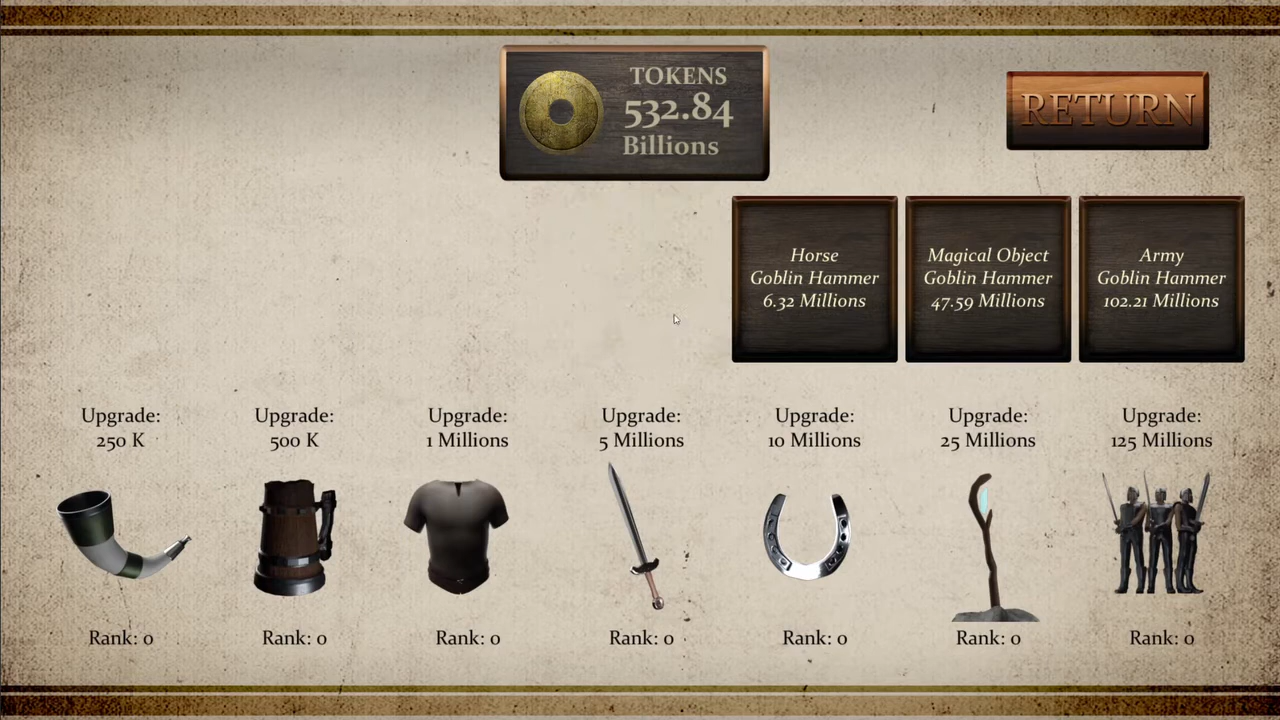 TOKENS
532.84
Billions
RETURN
Horse
Goblin Hammer
6.32 Millions
Magical Object
Goblin Hammer
47.59 Millions
Army
Goblin Hammer
102.21 Millions
Upgrade:
250 K
Upgrade:
500 K
Upgrade:
1 Millions
Upgrade:
5 Millions
Upgrade:
10 Millions
Upgrade:
25 Millions
Upgrade:
125 Millions
Rank: 0
Rank: 0
Rank: 0
Rank: 0
Rank: 0
Rank: 0
Rank: 0